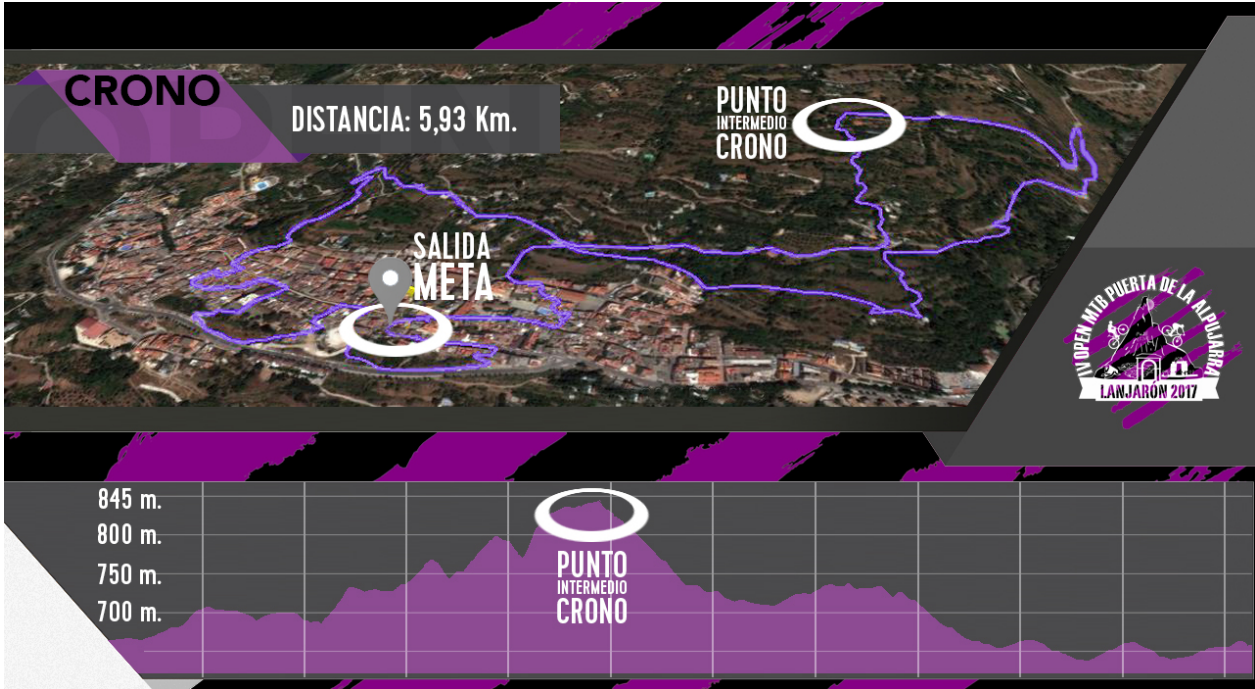 CRONO
DISTANCIA: 5,93 Km.
PUNTO
INTERMEDIO
CRONO
SALIDA
META
IV OPEN MTB PUERTA DE LA ALPUJARRA
LANJARÓN 2017
845 m.
800 m.
750 m.
700 m.
PUNTO
INTERMEDIO
CRONO